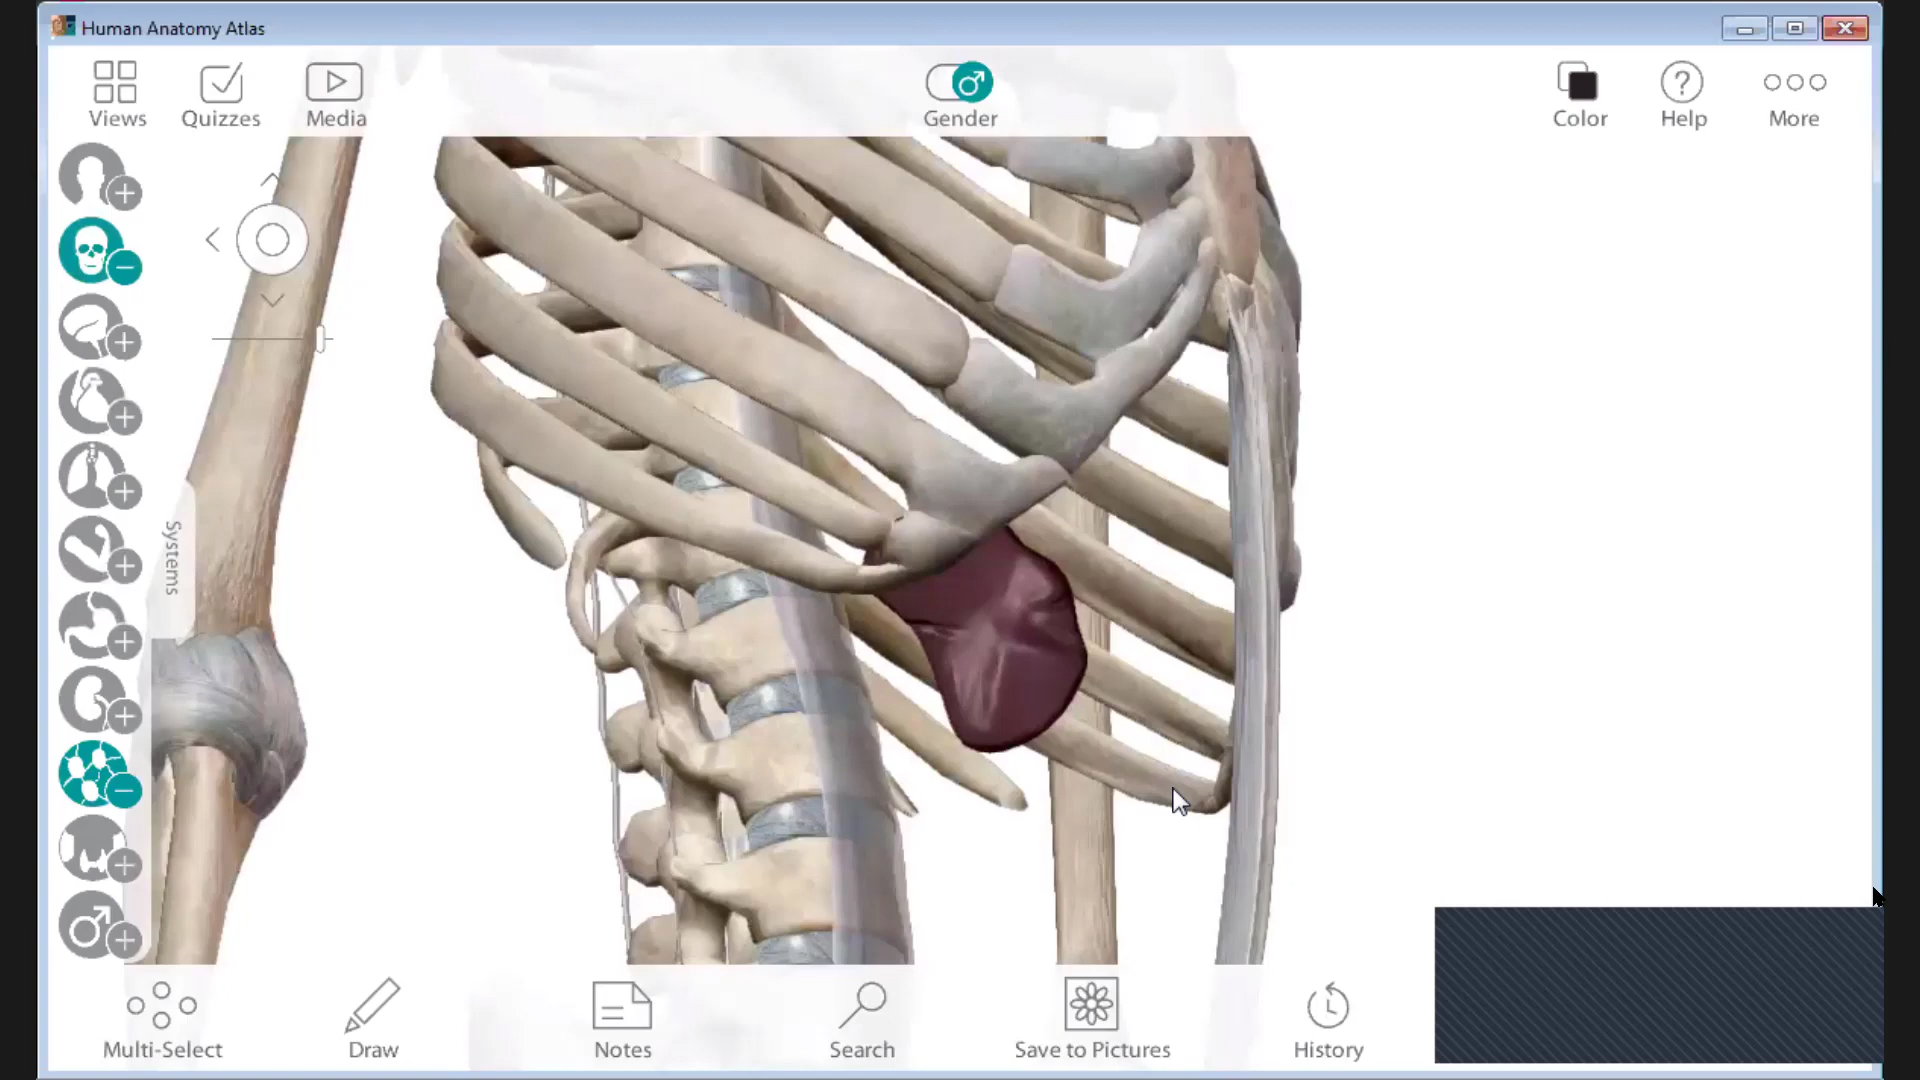 Human Anatomy Atlas
Views
Quizzes
Media
Gender
Color
Help
More
Systems
Multi-Select
Draw
Notes
Search
Save to Pictures
History